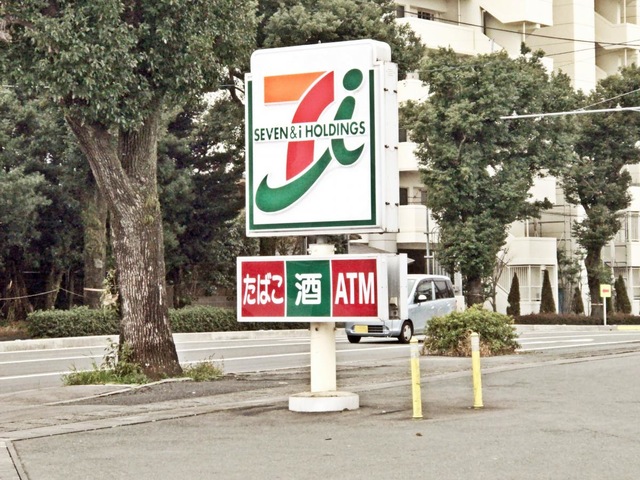 SEVEN&i HOLDINGS
たばこ 酒 ATM